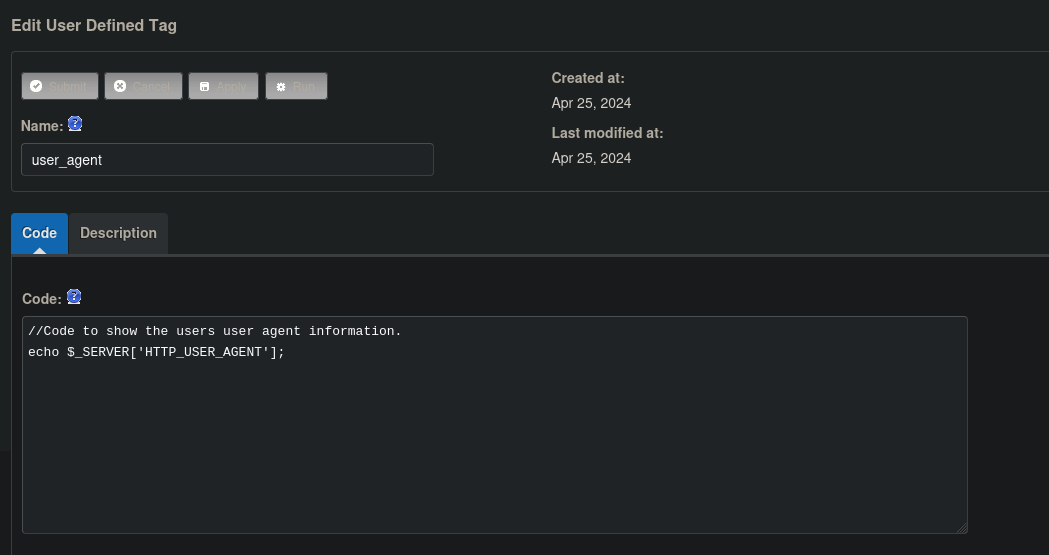 Edit User Defined Tag
Submit Cancel Apply Run
Name:
user_agent
Created at:
Apr 25, 2024
Last modified at:
Apr 25, 2024
Code Description
Code:
//Code to show the users user agent information.
echo $_SERVER['HTTP_USER_AGENT'];